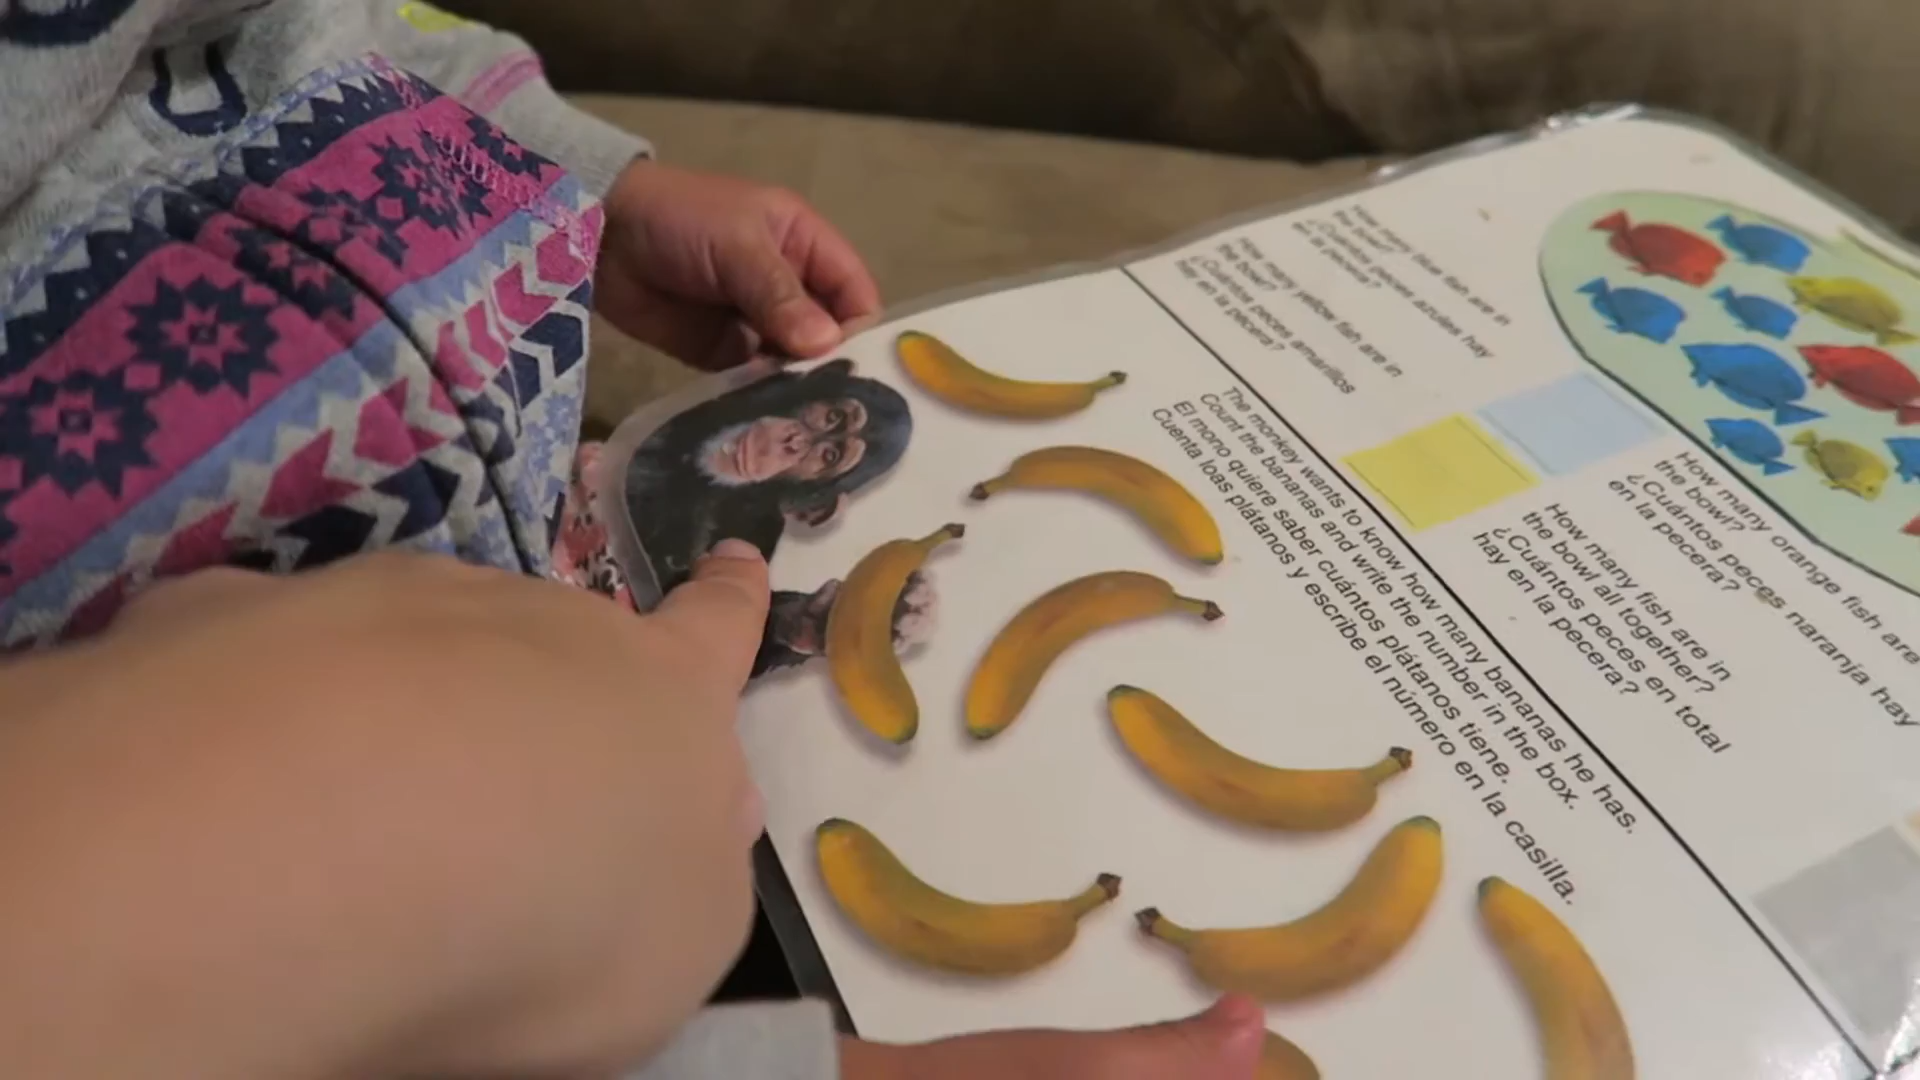 How many blue fish are in
the bowl?
¿Cuántos peces azules hay
en la pecera?
How many yellow fish are in
the bowl?
¿Cuántos peces amarillos
hay en la pecera?
How many orange fish are
the bowl?
¿Cuántos peces naranja hay
en la pecera?
How many fish are in
the bowl all together?
¿Cuántos peces en total
hay en la pecera?
The monkey wants to know how many bananas he has.
Count the bananas and write the number in the box.
El mono quiere saber cuántos plátanos tiene.
Cuenta loas plátanos y escribe el número en la casilla.